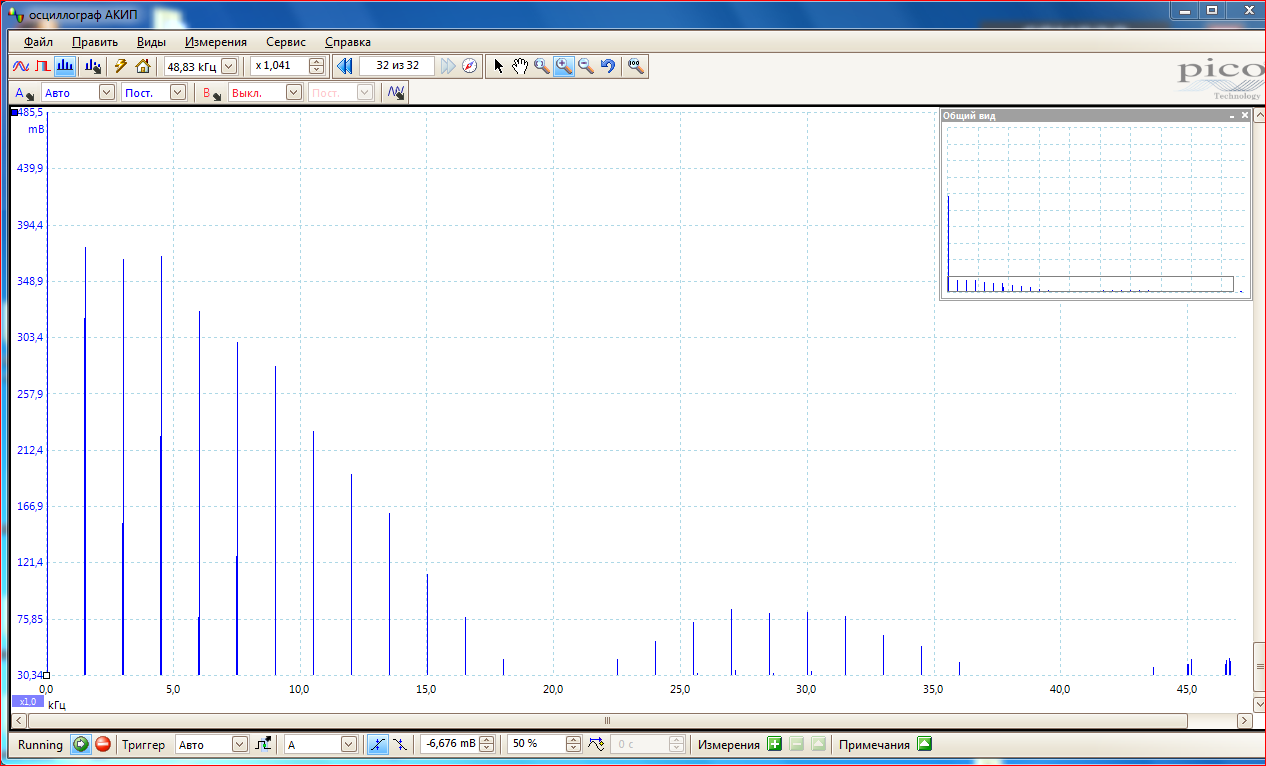 осциллограф АКИП
Файл Править Виды Измерения Сервис Справка
48,83 кГц x 1,041 32 из 32
A Авто Пост. B Выкл. Пост.
pico
Technology
485,5
mВ
439,9
394,4
348,9
303,4
257,9
212,4
166,9
121,4
75,85
30,34
Общий вид
0,0 5,0 10,0 15,0 20,0 25,0 30,0 35,0 40,0 45,0
x1,0 кГц
Running Триггер Авто A -6,676 mВ 50 % 0 с Измерения Примечания